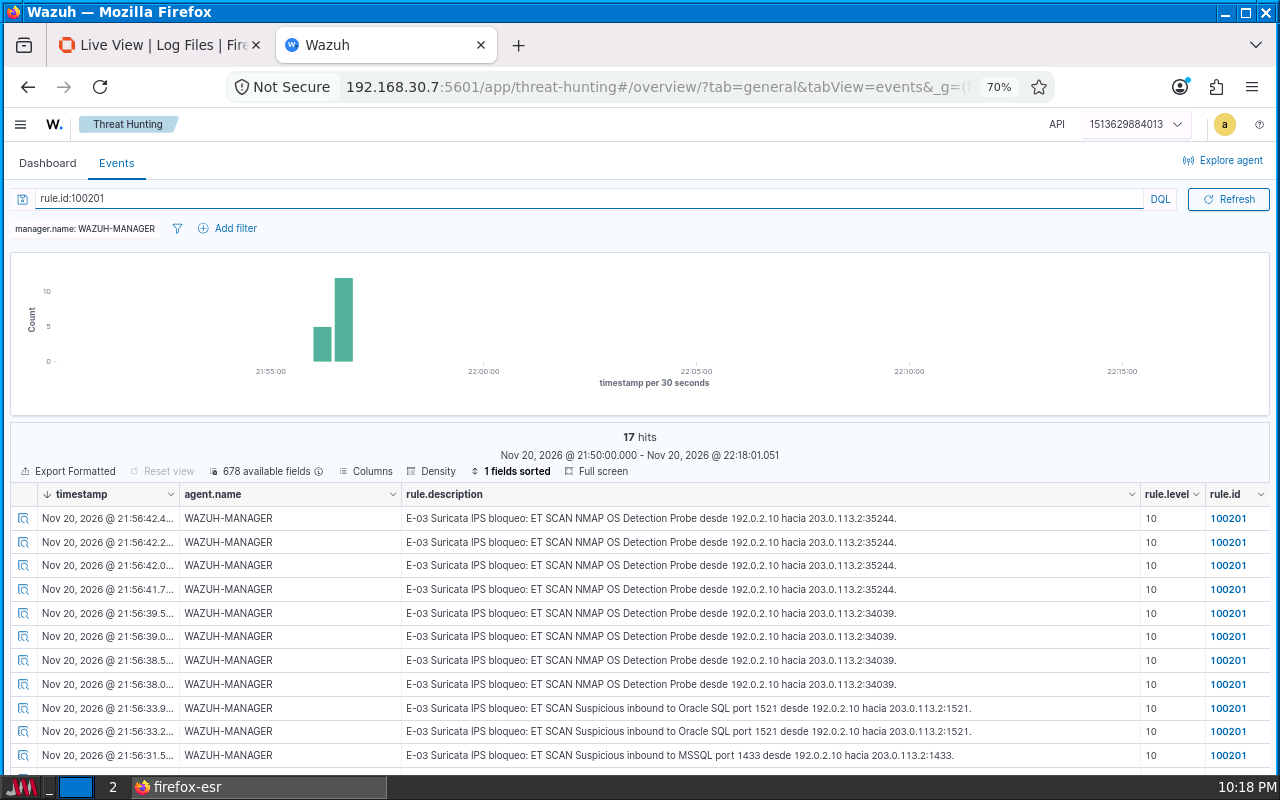 Wazuh — Mozilla Firefox
Live View | Log Files | Fire
Wazuh
Not Secure 192.168.30.7:5601/app/threat-hunting#/overview/?tab=general&tabView=events&_g=(f 70%
W. Threat Hunting API 1513629884013 a
Dashboard Events Explore agent
rule.id:100201 DQL Refresh
manager.name: WAZUH-MANAGER Add filter
Count
10
5
0
21:55:00 22:00:00 22:05:00 22:10:00 22:15:00
timestamp per 30 seconds
17 hits
Nov 20, 2026 @ 21:50:00.000 - Nov 20, 2026 @ 22:18:01.051
Export Formatted Reset view 678 available fields Columns Density 1 fields sorted Full screen
timestamp agent.name rule.description rule.level rule.id
Nov 20, 2026 @ 21:56:42.4... WAZUH-MANAGER E-03 Suricata IPS bloqueo: ET SCAN NMAP OS Detection Probe desde 192.0.2.10 hacia 203.0.113.2:35244. 10 100201
Nov 20, 2026 @ 21:56:42.2... WAZUH-MANAGER E-03 Suricata IPS bloqueo: ET SCAN NMAP OS Detection Probe desde 192.0.2.10 hacia 203.0.113.2:35244. 10 100201
Nov 20, 2026 @ 21:56:42.0... WAZUH-MANAGER E-03 Suricata IPS bloqueo: ET SCAN NMAP OS Detection Probe desde 192.0.2.10 hacia 203.0.113.2:35244. 10 100201
Nov 20, 2026 @ 21:56:41.7... WAZUH-MANAGER E-03 Suricata IPS bloqueo: ET SCAN NMAP OS Detection Probe desde 192.0.2.10 hacia 203.0.113.2:35244. 10 100201
Nov 20, 2026 @ 21:56:39.5... WAZUH-MANAGER E-03 Suricata IPS bloqueo: ET SCAN NMAP OS Detection Probe desde 192.0.2.10 hacia 203.0.113.2:34039. 10 100201
Nov 20, 2026 @ 21:56:39.0... WAZUH-MANAGER E-03 Suricata IPS bloqueo: ET SCAN NMAP OS Detection Probe desde 192.0.2.10 hacia 203.0.113.2:34039. 10 100201
Nov 20, 2026 @ 21:56:38.5... WAZUH-MANAGER E-03 Suricata IPS bloqueo: ET SCAN NMAP OS Detection Probe desde 192.0.2.10 hacia 203.0.113.2:34039. 10 100201
Nov 20, 2026 @ 21:56:38.0... WAZUH-MANAGER E-03 Suricata IPS bloqueo: ET SCAN NMAP OS Detection Probe desde 192.0.2.10 hacia 203.0.113.2:34039. 10 100201
Nov 20, 2026 @ 21:56:33.9... WAZUH-MANAGER E-03 Suricata IPS bloqueo: ET SCAN Suspicious inbound to Oracle SQL port 1521 desde 192.0.2.10 hacia 203.0.113.2:1521. 10 100201
Nov 20, 2026 @ 21:56:33.2... WAZUH-MANAGER E-03 Suricata IPS bloqueo: ET SCAN Suspicious inbound to Oracle SQL port 1521 desde 192.0.2.10 hacia 203.0.113.2:1521. 10 100201
Nov 20, 2026 @ 21:56:31.5... WAZUH-MANAGER E-03 Suricata IPS bloqueo: ET SCAN Suspicious inbound to MSSQL port 1433 desde 192.0.2.10 hacia 203.0.113.2:1433. 10 100201
_ 2 firefox-esr 10:18 PM